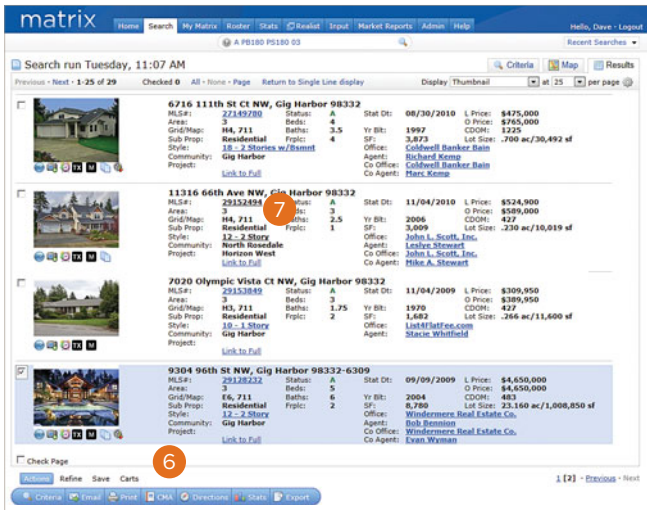 matrix
Home Search My Matrix Roster Stats Realist Input Market Reports Admin Help
Hello, Dave - Logout
A PB180 PS180 03
Recent Searches
Search run Tuesday, 11:07 AM
Criteria Map Results
Previous · Next · 1-25 of 29 Checked 0 All · None · Page Return to Single Line display Display Thumbnail at 25 per page
6716 111th St Ct NW, Gig Harbor 98332
MLS#: 27149780 Status: A Stat Dt: 08/30/2010 L Price: $475,000
Area: 3 Beds: 4 O Price: $765,000
Grid/Map: H4, 711 Baths: 3.5 Yr Blt: 1997 CDOM: 1225
Sub Prop: Residential Frplc: 4 SF: 3,873 Lot Size: .700 ac/30,492 sf
Style: 18 - 2 Stories w/Bsmnt Office: Coldwell Banker Bain
Community: Gig Harbor Agent: Richard Kemp
Project: Co Office: Coldwell Banker Bain
Link to Full Co Agent: Marc Kemp
TX M
11316 66th Ave NW, Gig Harbor 98332
MLS#: 29152494 Status: A Stat Dt: 11/04/2010 L Price: $524,900
7
Area: 3 Beds: 3 O Price: $589,000
Grid/Map: H4, 711 Baths: 2.5 Yr Blt: 2006 CDOM: 427
Sub Prop: Residential Frplc: 1 SF: 3,009 Lot Size: .230 ac/10,019 sf
Style: 12 - 2 Story Office: John L. Scott, Inc.
Community: North Rosedale Agent: Leslye Stewart
Project: Horizon West Co Office: John L. Scott, Inc.
Link to Full Co Agent: Mike A. Stewart
TX M
7020 Olympic Vista Ct NW, Gig Harbor 98332
MLS#: 29153849 Status: A Stat Dt: 11/04/2009 L Price: $309,950
Area: 3 Beds: 3 O Price: $389,950
Grid/Map: H3, 711 Baths: 1.75 Yr Blt: 1970 CDOM: 427
Sub Prop: Residential Frplc: 2 SF: 1,682 Lot Size: .266 ac/11,600 sf
Style: 10 - 1 Story Office: List4FlatFee.com
Community: Gig Harbor Agent: Stacie Whitfield
Project:
Link to Full
TX M
9304 96th St NW, Gig Harbor 98332-6309
MLS#: 29128232 Status: A Stat Dt: 09/09/2009 L Price: $4,650,000
Area: 3 Beds: 5 O Price: $4,650,000
Grid/Map: E6, 711 Baths: 6 Yr Blt: 2004 CDOM: 483
Sub Prop: Residential Frplc: 2 SF: 8,780 Lot Size: 23.160 ac/1,008,850 sf
Style: 12 - 2 Story Office: Windermere Real Estate Co.
Community: Gig Harbor Agent: Bob Bennion
Project: Co Office: Windermere Real Estate Co.
Link to Full Co Agent: Evan Wyman
TX M
Check Page
6
Actions Refine Save Carts 1 [2] · Previous · Next
Criteria Email Print CMA Directions Stats Export